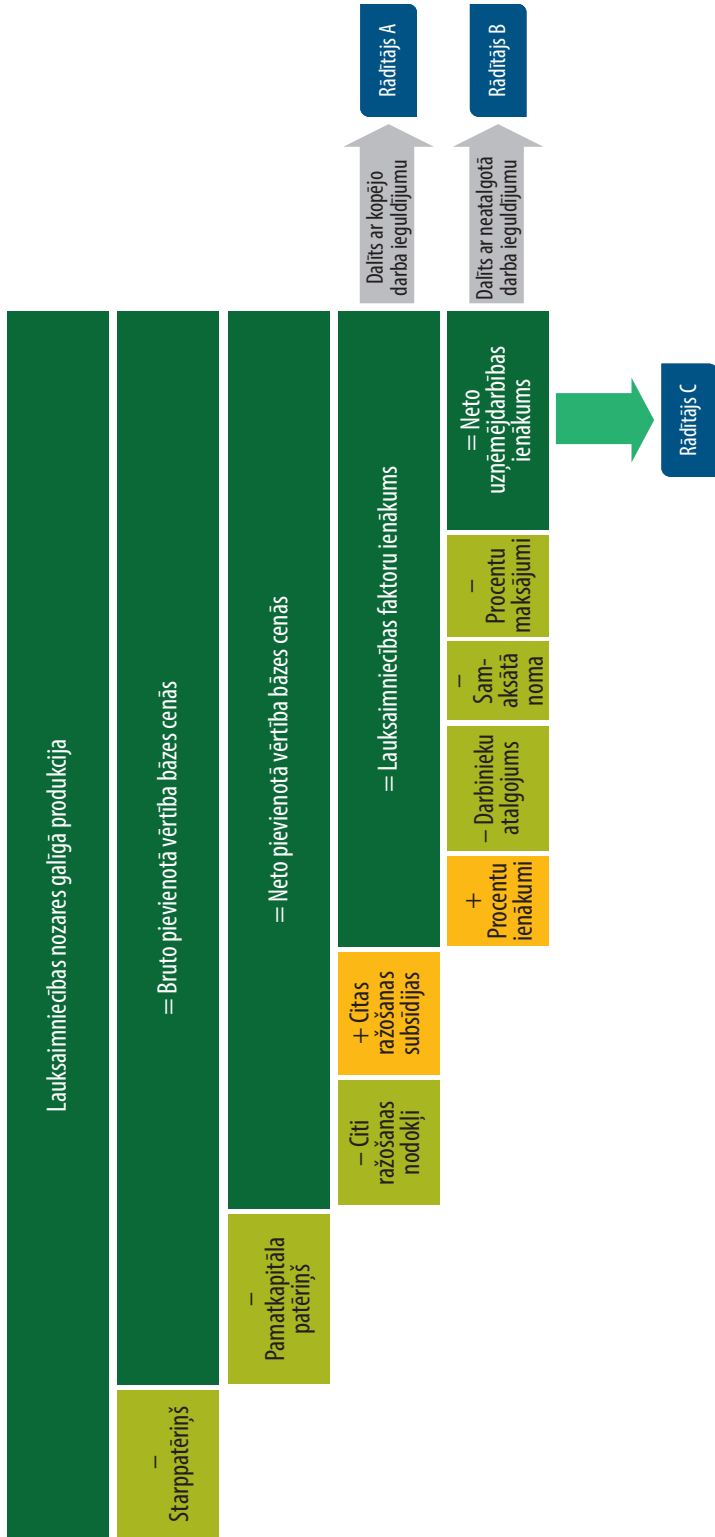 Lauksaimniecības nozares galīgā produkcija
–
Starppatēriņš
= Bruto pievienotā vērtība bāzes cenās
–
Pamatkapitāla
patēriņš
= Neto pievienotā vērtība bāzes cenās
– Citi
ražošanas
nodokļi
+ Citas
ražošanas
subsīdijas
= Lauksaimniecības faktoru ienākums
Dalīts ar kopējo
darba ieguldījumu
Rādītājs A
+
Procentu
ienākumi
– Darbinieku
atalgojums
–
Sam-
aksātā
noma
–
Procentu
maksājumi
= Neto
uzņēmējdarbības
ienākums
Dalīts ar neatalgotā
darba ieguldījumu
Rādītājs B
Rādītājs C